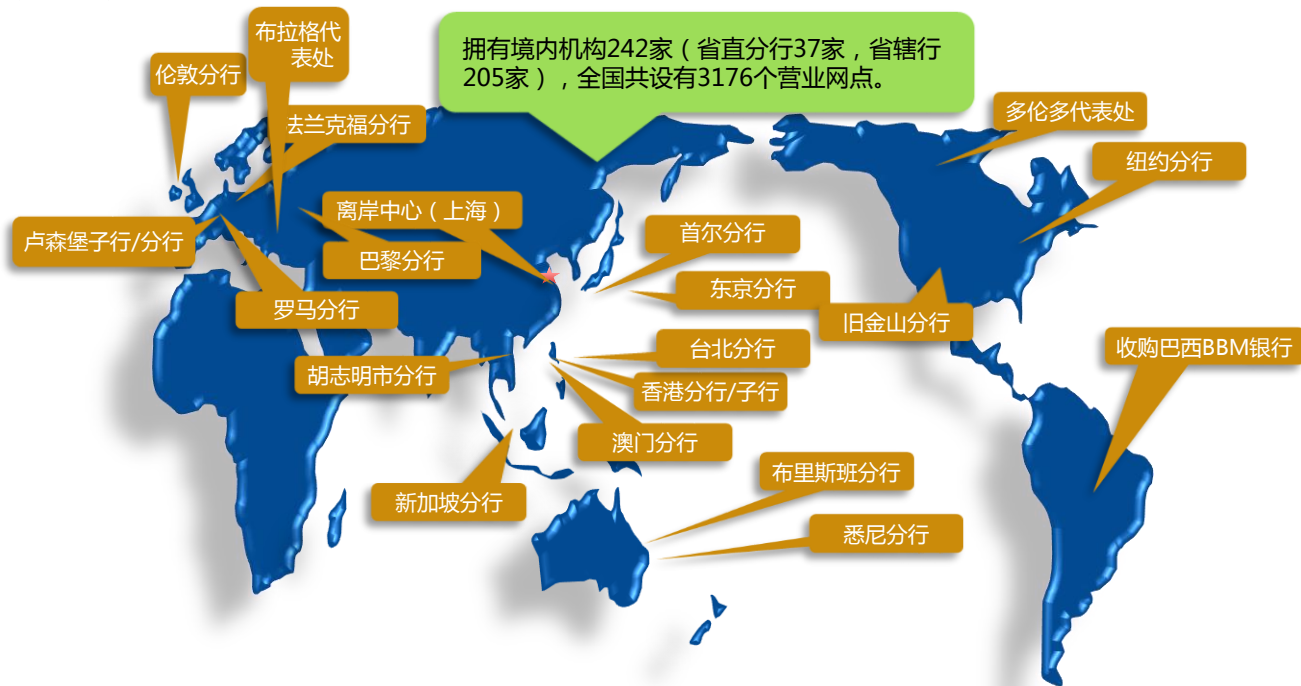 布拉格代
表处
伦敦分行
拥有境内机构242家（省直分行37家，省辖行
205家），全国共设有3176个营业网点。
法兰克福分行
多伦多代表处
纽约分行
离岸中心（上海）
首尔分行
卢森堡子行/分行
巴黎分行
东京分行
罗马分行
旧金山分行
台北分行
收购巴西BBM银行
胡志明市分行
香港分行/子行
澳门分行
布里斯班分行
新加坡分行
悉尼分行